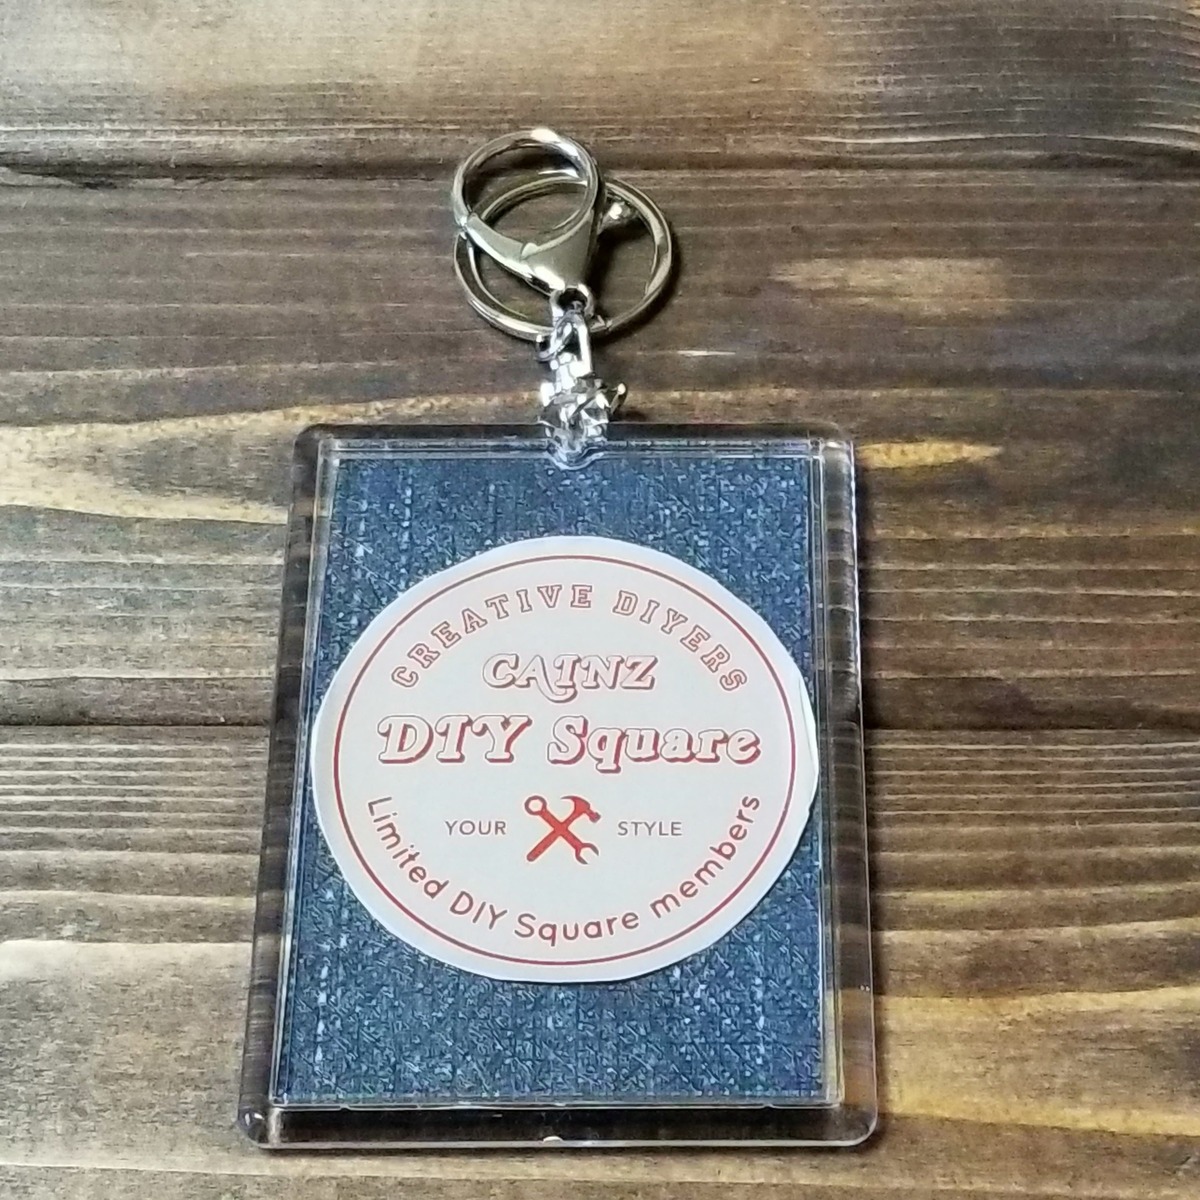 CREATIVE DIYERS
CAINZ
DIY Square
YOUR STYLE
Limited DIY Square members